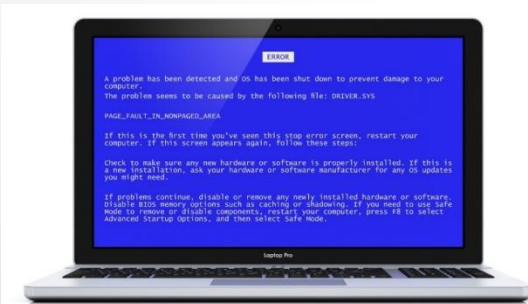 ERROR
A problem has been detected and OS has been shut down to prevent damage to your
computer.
The problem seems to be caused by the following file: DRIVER.SYS
PAGE_FAULT_IN_NONPAGED_AREA
If this is the first time you've seen this stop error screen, restart your
computer. If this screen appears again, follow these steps:
Check to make sure any new hardware or software is properly installed. If this is
a new installation, ask your hardware or software manufacturer for any OS updates
you might need.
If problems continue, disable or remove any newly installed hardware or software.
Disable BIOS memory options such as caching or shadowing. If you need to use Safe
Mode to remove or disable components, restart your computer, press F8 to select
Advanced Startup Options, and then select Safe Mode.
Laptop Pro